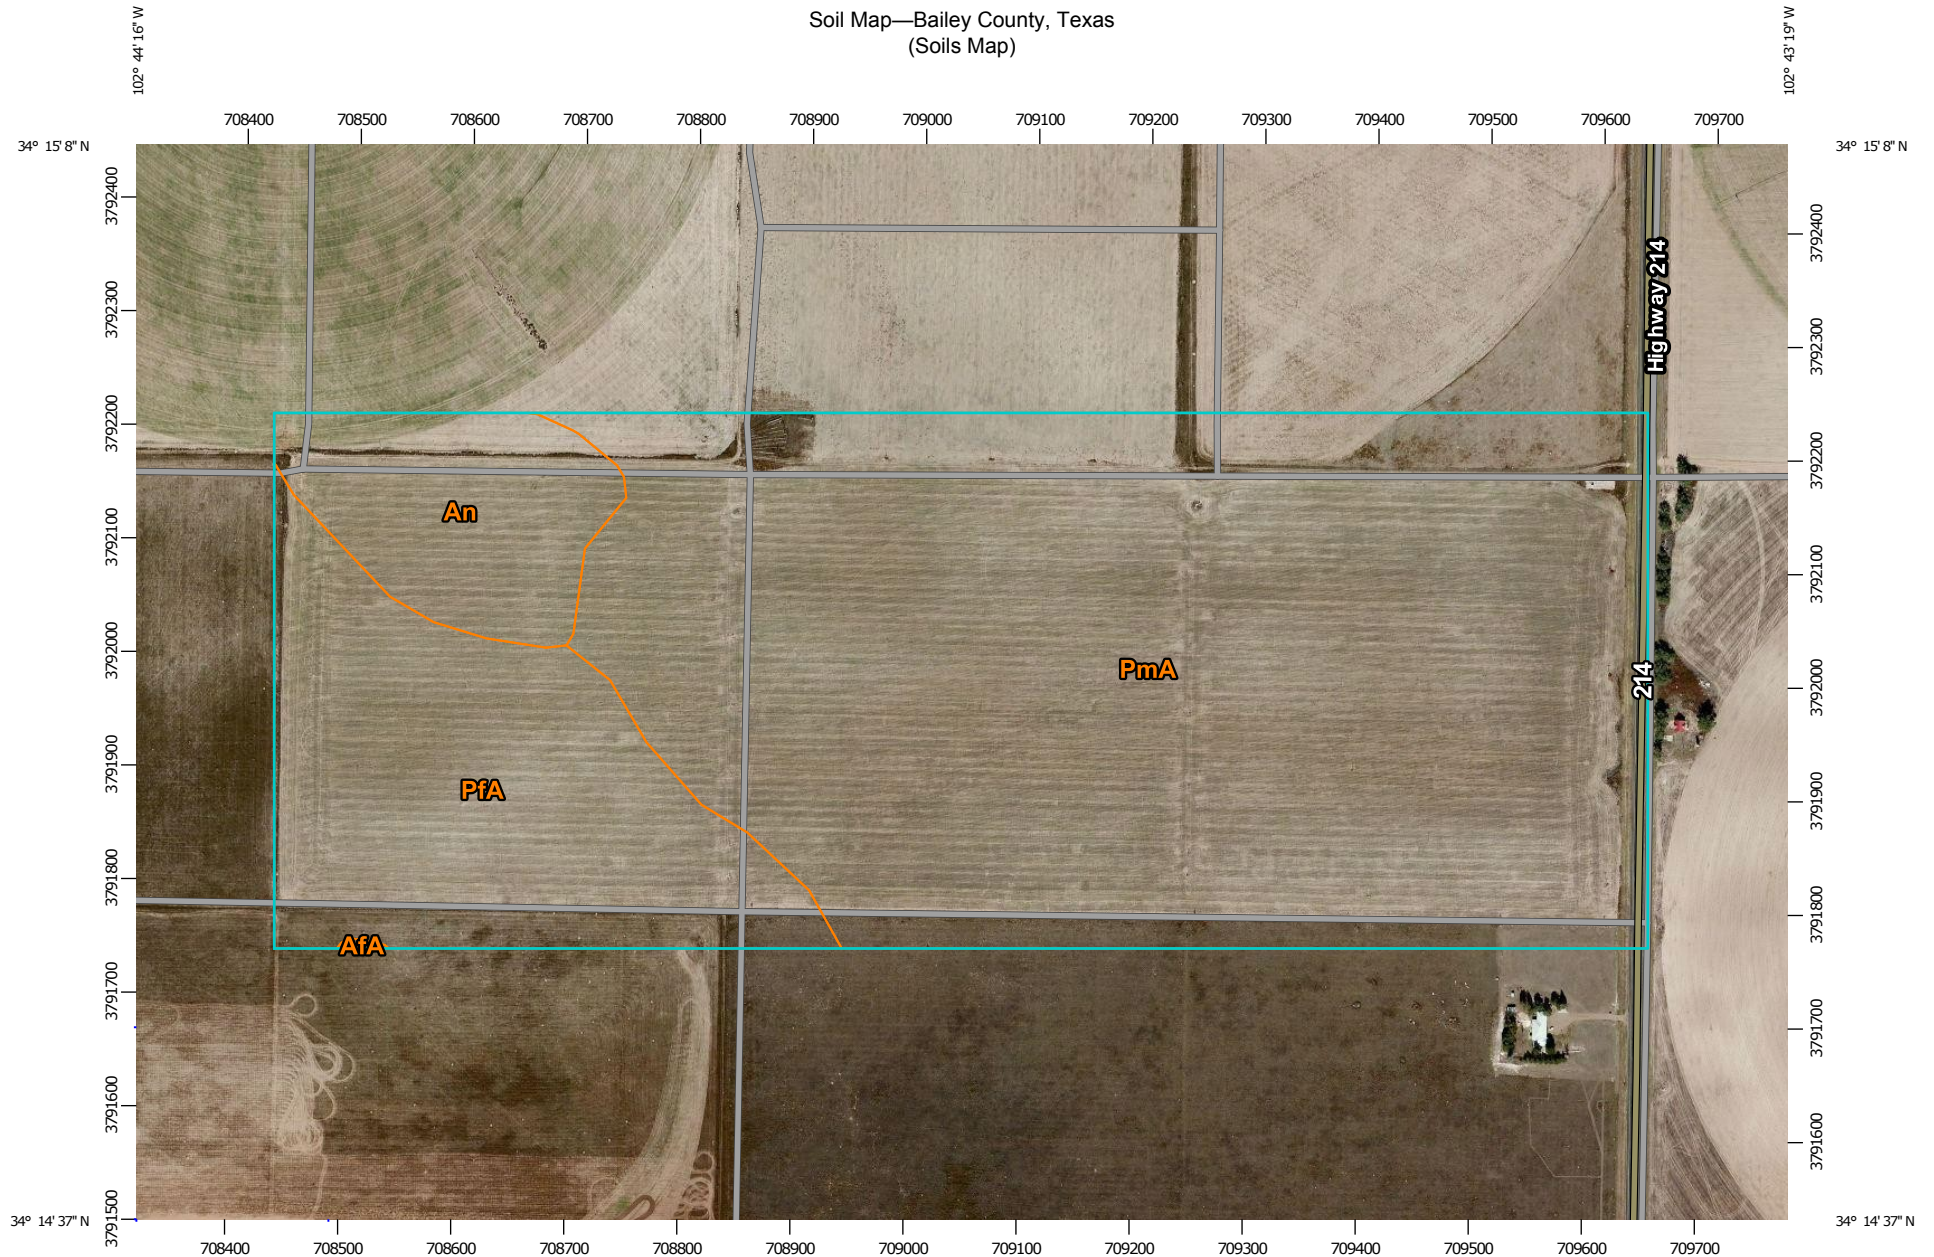 Soil Map—Bailey County, Texas
(Soils Map)
102° 44' 16'' W
102° 43' 19'' W
708400 708500 708600 708700 708800 708900 709000 709100 709200 709300 709400 709500 709600 709700
34° 15' 8'' N
34° 15' 8'' N
3792400
3792400
3792300
3792300
3792200
3792200
3792100
3792100
3792000
3792000
3791900
3791900
3791800
3791800
3791700
3791700
3791600
3791600
3791500
Highway 214
An
PmA
214
PfA
AfA
34° 14' 37'' N
34° 14' 37'' N
708400 708500 708600 708700 708800 708900 709000 709100 709200 709300 709400 709500 709600 709700